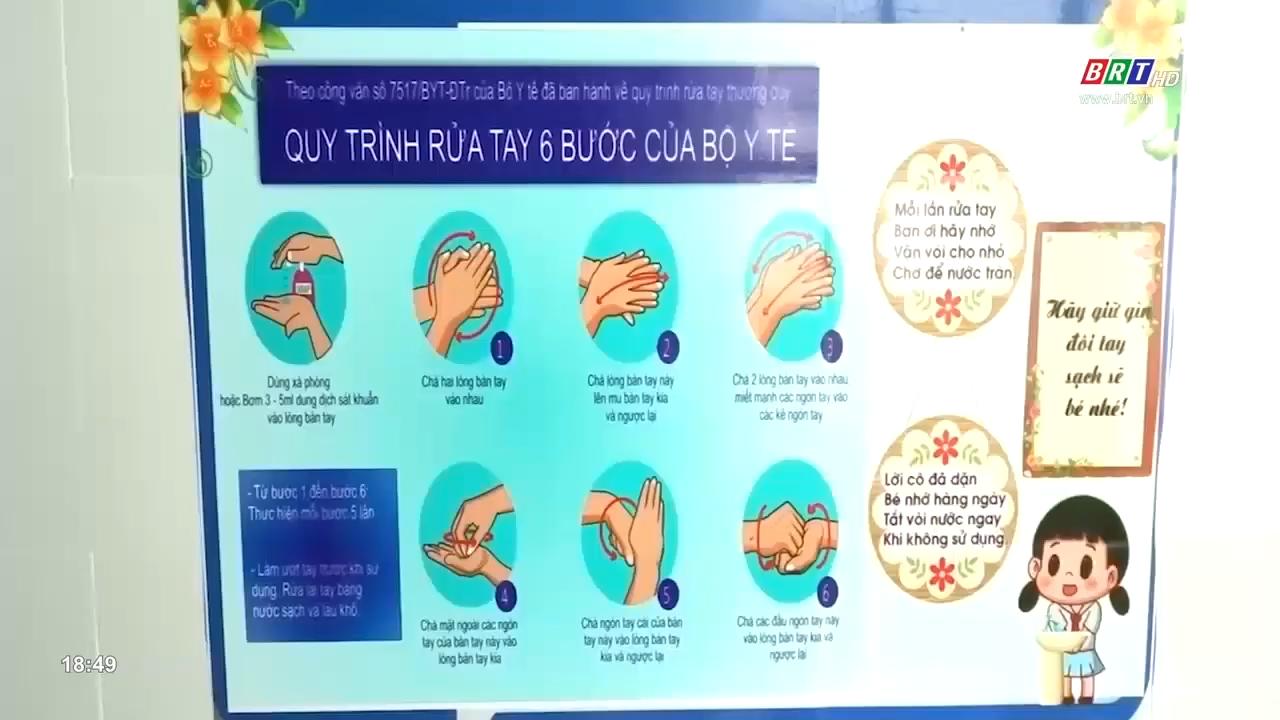 BRT HD
www.brt.vn
Theo công văn số 7517/BYT-ĐTr của Bộ Y tế đã ban hành về quy trình rửa tay thường quy
QUY TRÌNH RỬA TAY 6 BƯỚC CỦA BỘ Y TẾ
Dùng xà phòng
hoặc Bơm 3 - 5ml dung dịch sát khuẩn
vào lòng bàn tay
1
Chà hai lòng bàn tay
vào nhau
2
Chà lòng bàn tay này
lên mu bàn tay kia
và ngược lại
3
Chà 2 lòng bàn tay vào nhau
miết mạnh các ngón tay vào
các kẽ ngón tay
- Từ bước 1 đến bước 6:
Thực hiện mỗi bước 5 lần
- Làm ướt tay trước khi sử
dụng. Rửa lại tay bằng
nước sạch và lau khô.
4
Chà mặt ngoài các ngón
tay của bàn tay này vào
lòng bàn tay kia
5
Chà ngón tay cái của bàn
tay này vào lòng bàn tay
kia và ngược lại
6
Chà các đầu ngón tay này
vào lòng bàn tay kia và
ngược lại
Mỗi lần rửa tay
Bạn ơi hãy nhớ
Vặn vòi cho nhỏ
Chớ để nước tràn
Lời cô đã dặn
Bé nhớ hàng ngày
Tắt vòi nước ngay
Khi không sử dụng
Hãy giữ gìn
đôi tay
sạch sẽ
bé nhé!
18:49